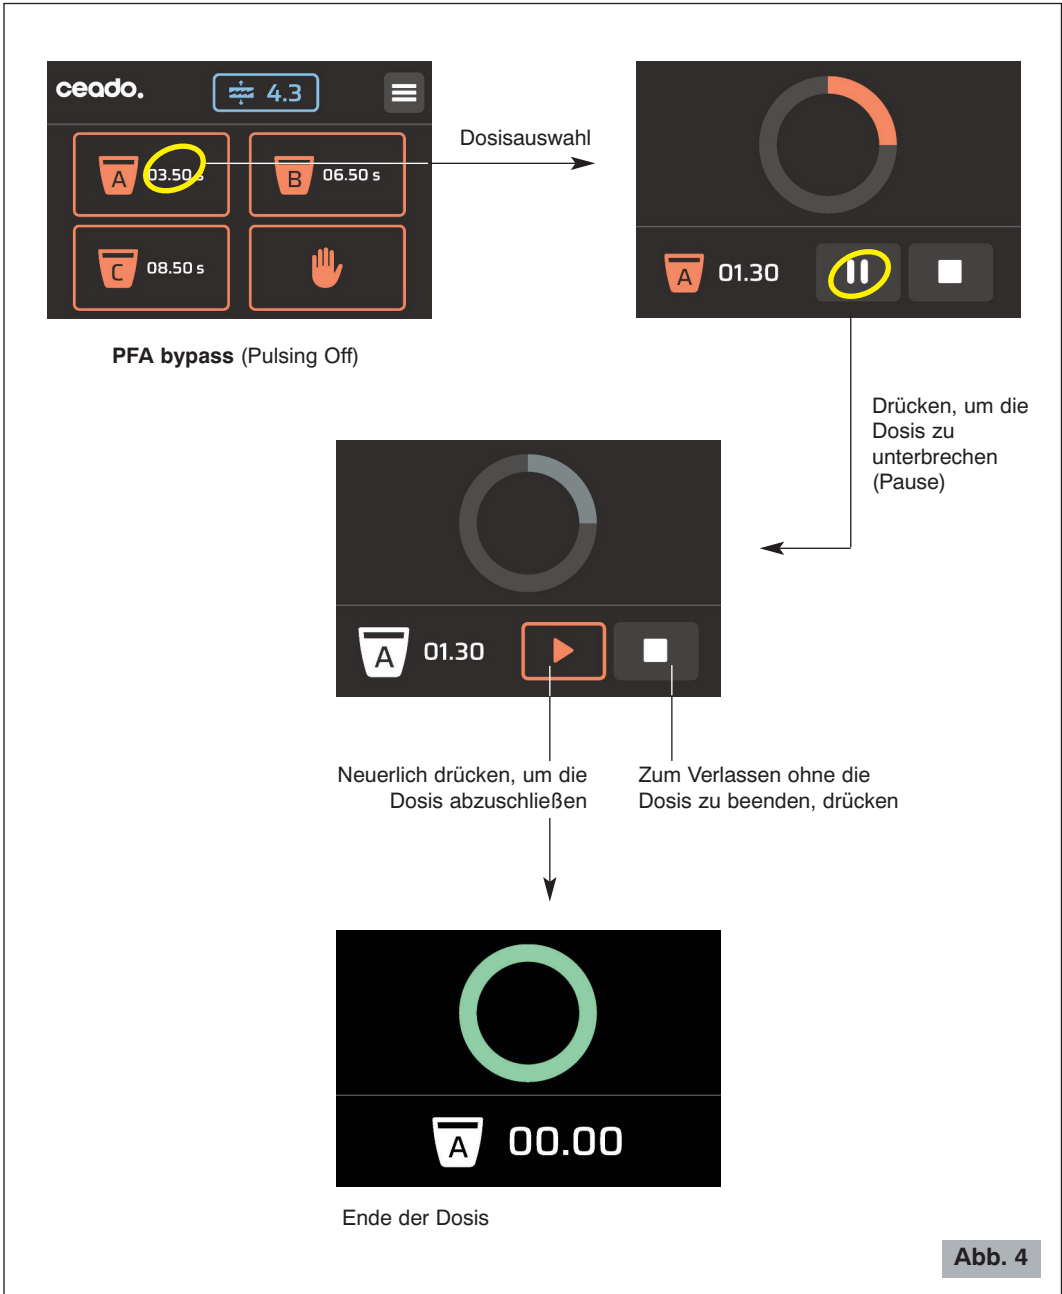 ceado.
4.3
A 03.50 s
B 06.50 s
C 08.50 s
PFA bypass (Pulsing Off)
Dosisauswahl
A 01.30
Drücken, um die
Dosis zu
unterbrechen
(Pause)
A 01.30
Neuerlich drücken, um die
Dosis abzuschließen
Zum Verlassen ohne die
Dosis zu beenden, drücken
A 00.00
Ende der Dosis
Abb. 4